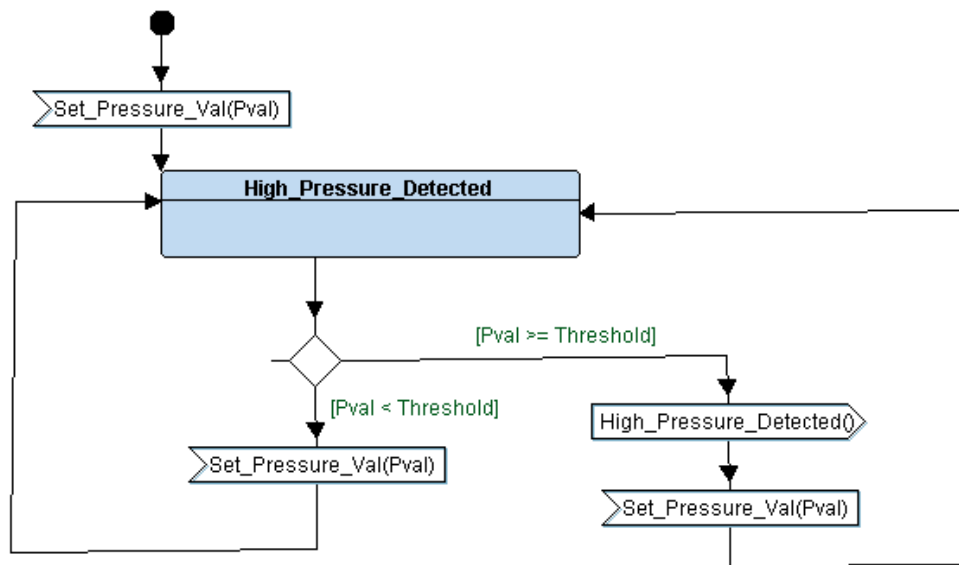 Set_Pressure_Val(Pval)
High_Pressure_Detected
[Pval >= Threshold]
[Pval < Threshold]
High_Pressure_Detected()
Set_Pressure_Val(Pval)
Set_Pressure_Val(Pval)